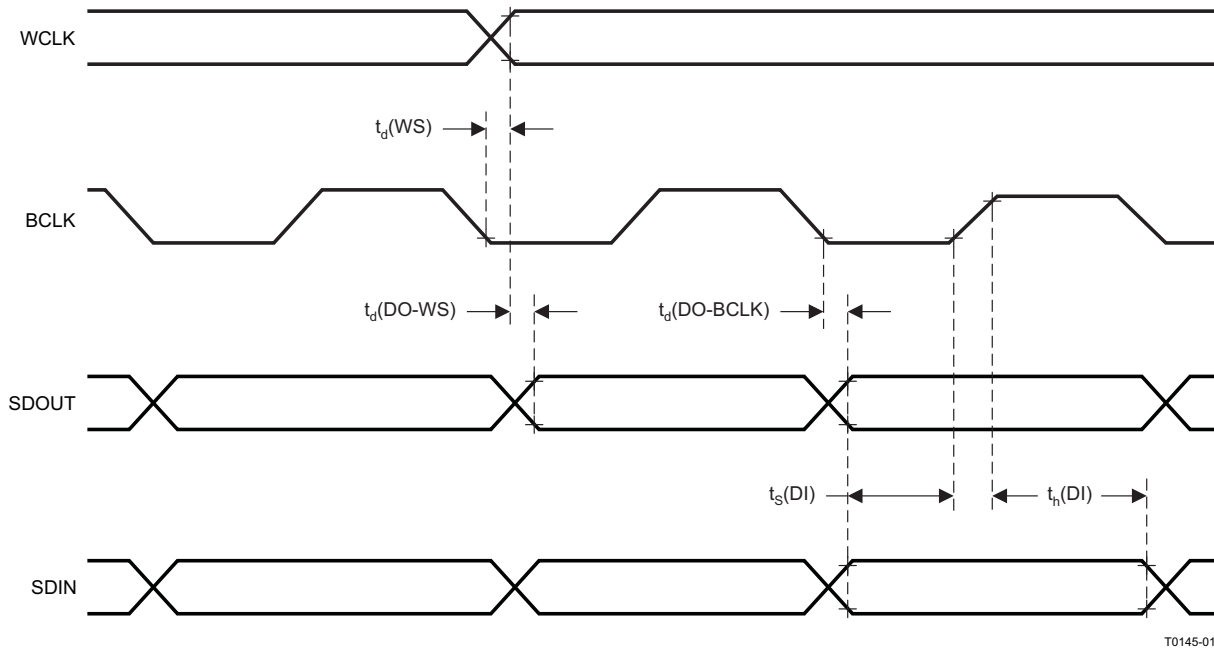 WCLK
t_d(WS)
BCLK
t_d(DO-WS)
t_d(DO-BCLK)
SDOUT
t_S(DI)
t_h(DI)
SDIN
T0145-01